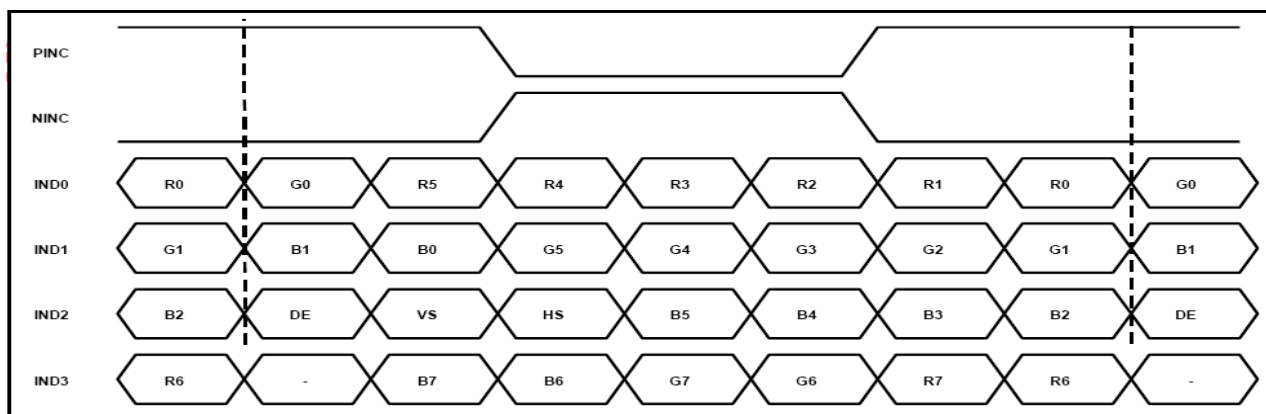 PINC
NINC
IND0 R0 G0 R5 R4 R3 R2 R1 R0 G0
IND1 G1 B1 B0 G5 G4 G3 G2 G1 B1
IND2 B2 DE VS HS B5 B4 B3 B2 DE
IND3 R6 - B7 B6 G7 G6 R7 R6 -